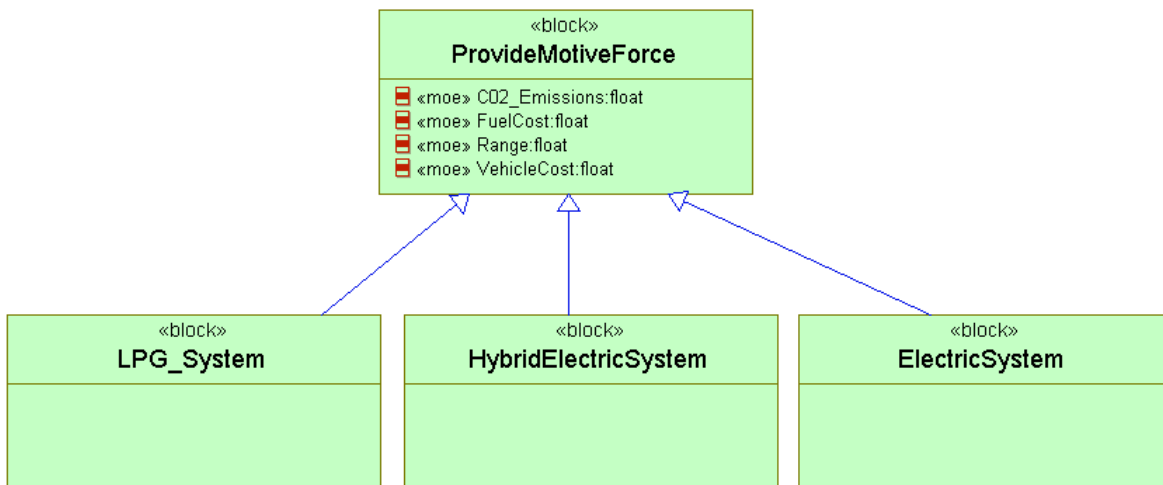 «block»
ProvideMotiveForce
«moe» C02_Emissions:float
«moe» FuelCost:float
«moe» Range:float
«moe» VehicleCost:float
«block»
LPG_System
«block»
HybridElectricSystem
«block»
ElectricSystem